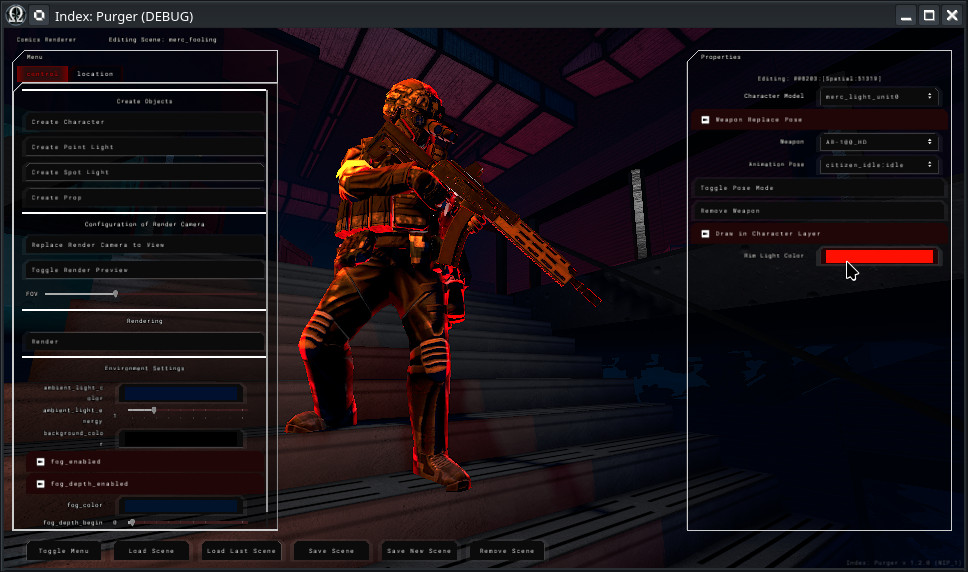 Index: Purger (DEBUG)
Comics Renderer
Editing Scene: merc_fooling
Menu
control
location
Create Objects
Create Character
Create Point Light
Create Spot Light
Create Prop
Configuration of Render Camera
Replace Render Camera to View
Toggle Render Preview
FOV
Rendering
Render
Environment Settings
ambient_light_c
olor
ambient_light_e
nergy
1
background_colo
r
fog_enabled
fog_depth_enabled
fog_color
fog_depth_begin 0
Properties
Character Model
merc_light_unit0
Weapon Replace Pose
Weapon
Animation Pose
citizen_idle:idle
Toggle Pose Mode
Remove Weapon
Draw in Character Layer
Rim Light Color
Toggle Menu
Load Scene
Load Last Scene
Save Scene
Save New Scene
Remove Scene